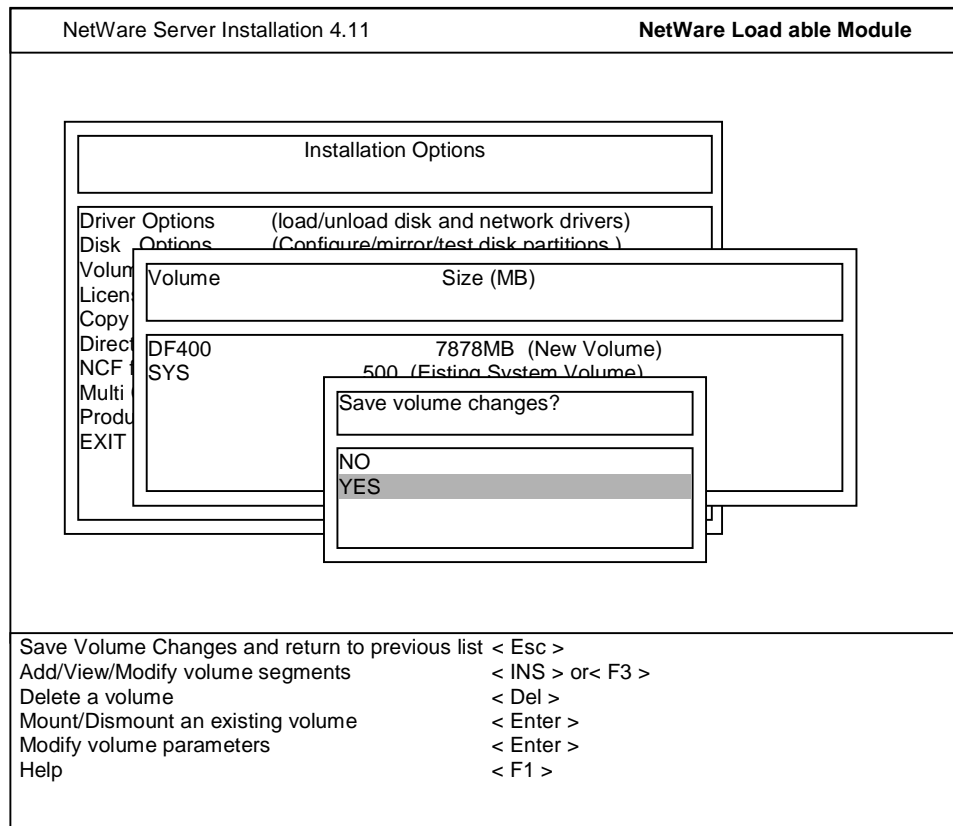 NetWare Server Installation 4.11 NetWare Load able Module
Installation Options
Driver Options (load/unload disk and network drivers)
Disk Options (Configure/mirror/test disk partitions )
Volum
Licens
Copy
Direct
NCF f
Multi
Produ
EXIT
Volume Size (MB)
DF400 7878MB (New Volume)
SYS 500 (Eisting System Volume)
Save volume changes?
NO
YES
Save Volume Changes and return to previous list < Esc >
Add/View/Modify volume segments < INS > or< F3 >
Delete a volume < Del >
Mount/Dismount an existing volume < Enter >
Modify volume parameters < Enter >
Help < F1 >